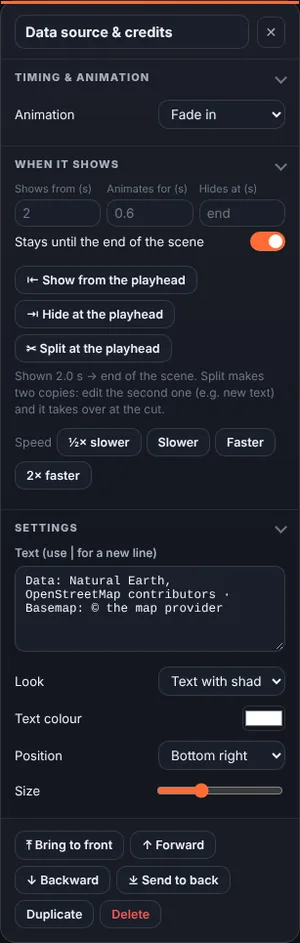 Data source & credits ✕
TIMING & ANIMATION
Animation Fade in
WHEN IT SHOWS
Shows from (s) Animates for (s) Hides at (s)
2 0.6 end
Stays until the end of the scene
⇤ Show from the playhead
⇥ Hide at the playhead
✂ Split at the playhead
Shown 2.0 s → end of the scene. Split makes
two copies: edit the second one (e.g. new text)
and it takes over at the cut.
Speed ½× slower Slower Faster
2× faster
SETTINGS
Text (use | for a new line)
Data: Natural Earth,
OpenStreetMap contributors ·
Basemap: © the map provider
Look Text with shad
Text colour
Position Bottom right
Size
⤒ Bring to front ↑ Forward
↓ Backward ⤓ Send to back
Duplicate Delete